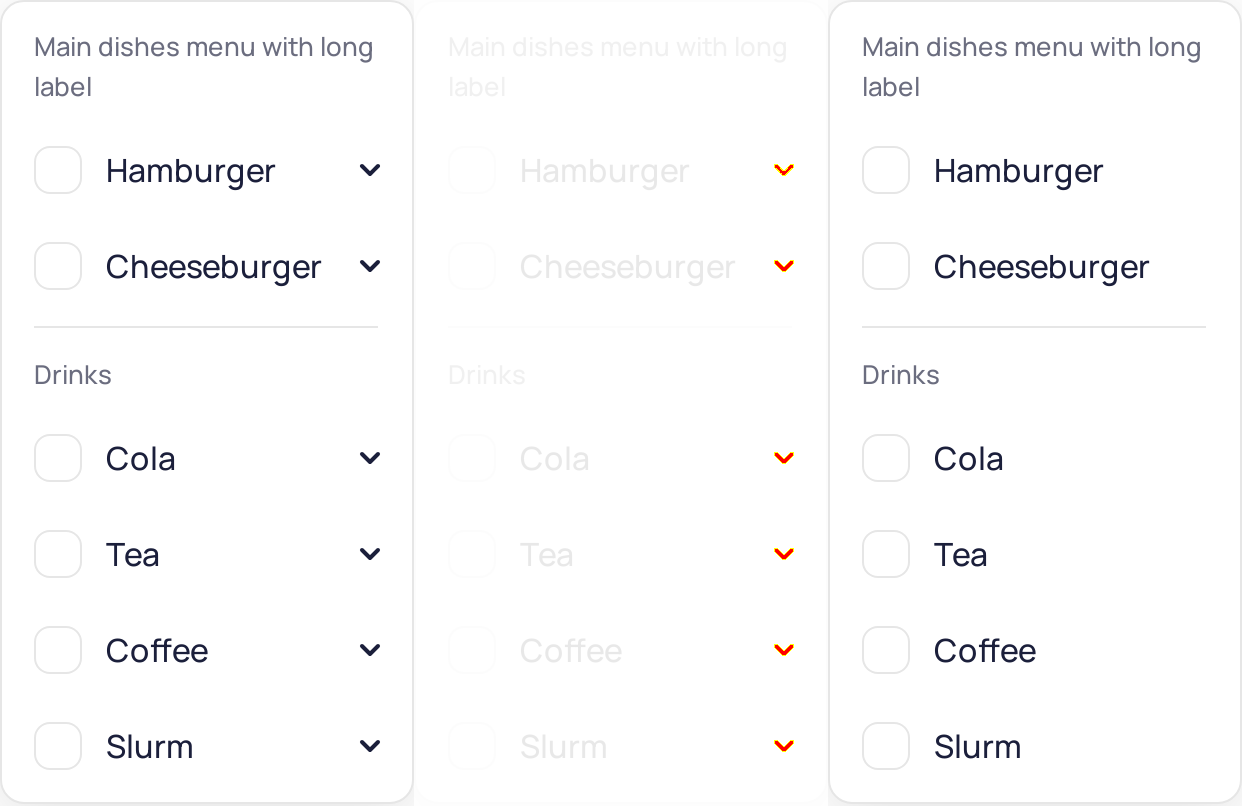 Main dishes menu with long
label
Hamburger
Cheeseburger
Drinks
Cola
Tea
Coffee
Slurm
Main dishes menu with long
label
Hamburger
Cheeseburger
Drinks
Cola
Tea
Coffee
Slurm
Main dishes menu with long
label
Hamburger
Cheeseburger
Drinks
Cola
Tea
Coffee
Slurm